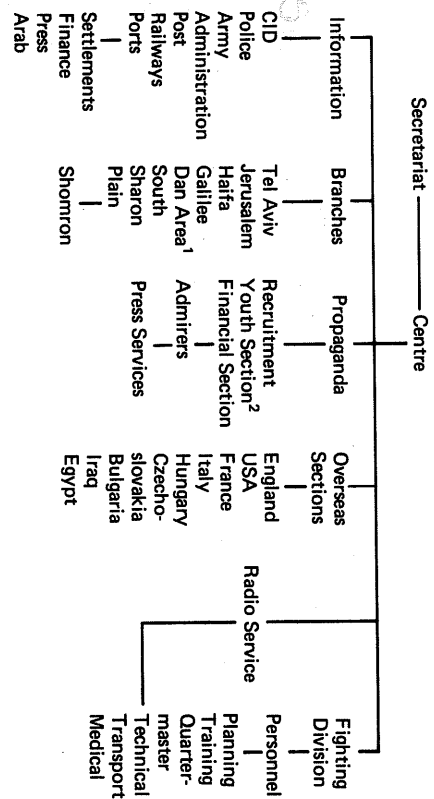 Secretariat
Centre
Information
CID
Police
Army
Administration
Post
Railways
Ports
Settlements
Finance
Press
Arab
Branches
Tel Aviv
Jerusalem
Haifa
Galilee
Dan Area¹
South
Sharon
Plain
Shomron
Propaganda
Recruitment
Youth Section²
Financial Section
Admirers
Press Services
Overseas
Sections
England
USA
France
Italy
Hungary
Czecho-
slovakia
Bulgaria
Iraq
Egypt
Radio Service
Fighting
Division
Personnel
Planning
Training
Quarter-
master
Technical
Transport
Medical